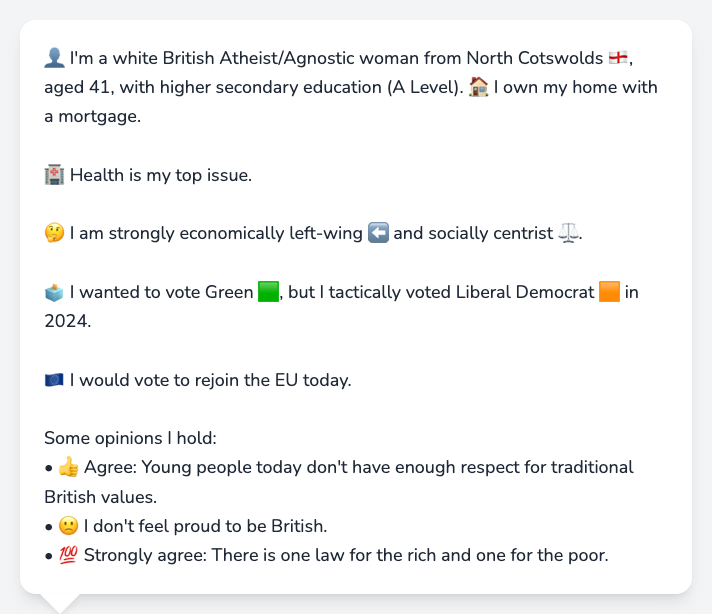 👤 I'm a white British Atheist/Agnostic woman from North Cotswolds 🏴󠁧󠁢󠁥󠁮󠁧󠁿,
aged 41, with higher secondary education (A Level). 🏠 I own my home with
a mortgage.
🏥 Health is my top issue.
🤔 I am strongly economically left-wing ⬅️ and socially centrist ⚖️.
🗳️ I wanted to vote Green 🟩, but I tactically voted Liberal Democrat 🟧 in
2024.
🇪🇺 I would vote to rejoin the EU today.
Some opinions I hold:
• 👍 Agree: Young people today don't have enough respect for traditional
British values.
• 🙁 I don't feel proud to be British.
• 💯 Strongly agree: There is one law for the rich and one for the poor.